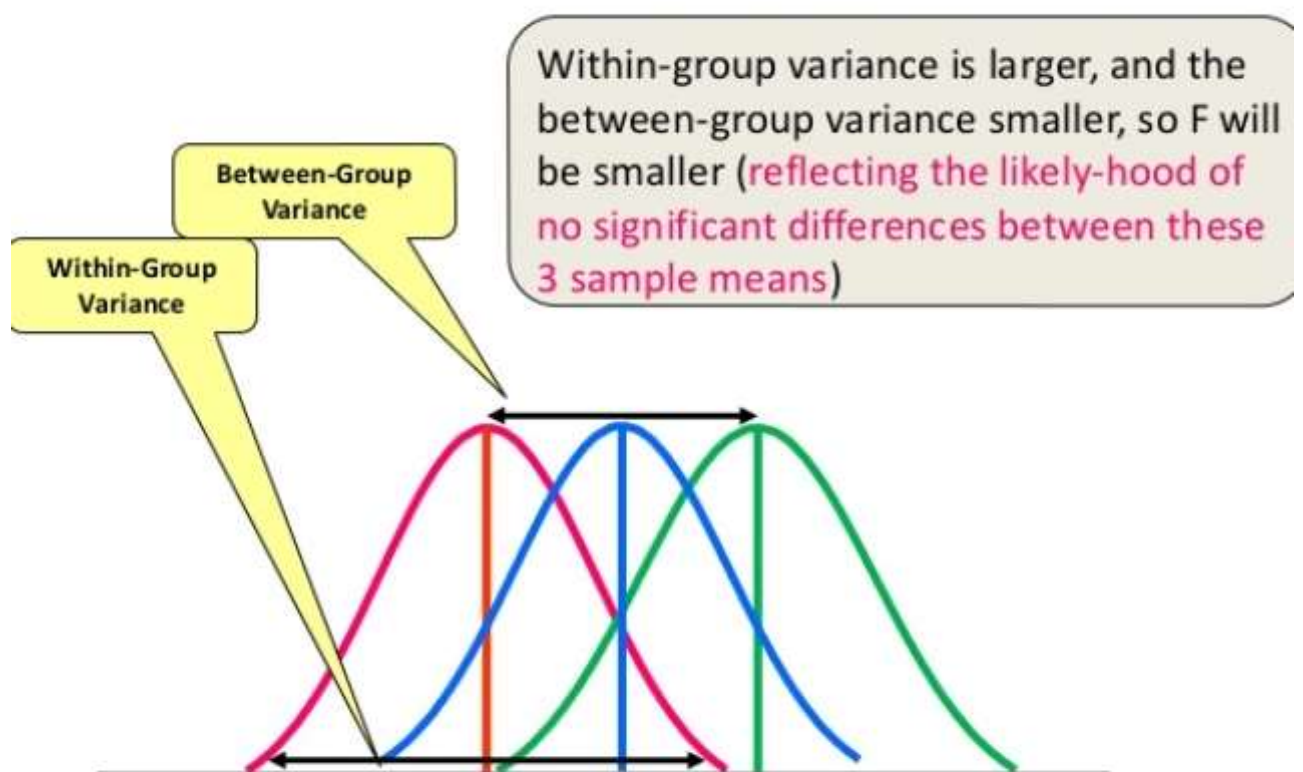 Within-group variance is larger, and the
between-group variance smaller, so F will
be smaller (reflecting the likely-hood of
no significant differences between these
3 sample means)
Between-Group
Variance
Within-Group
Variance